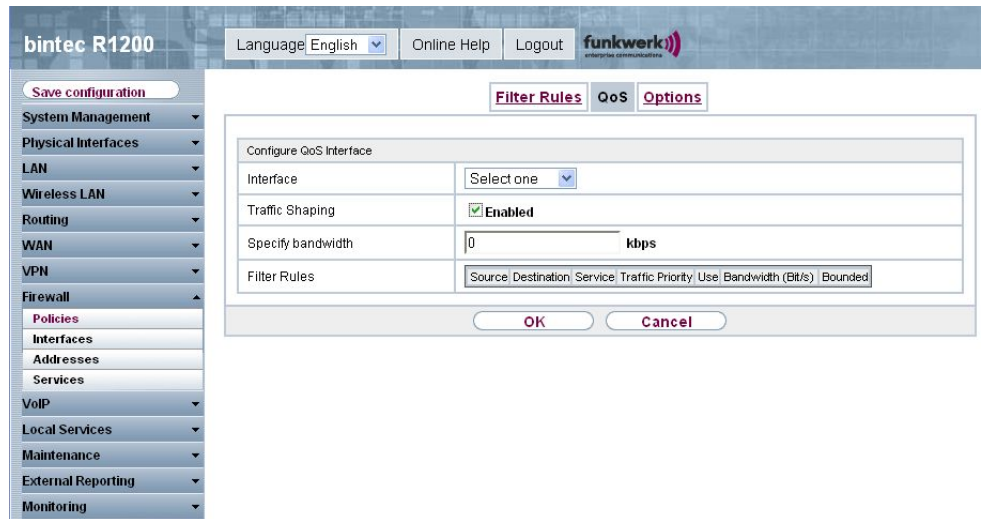 bintec R1200
Language English
Online Help
Logout
funkwerk
enterprise communications
Save configuration
System Management
Physical Interfaces
LAN
Wireless LAN
Routing
WAN
VPN
Firewall
Policies
Interfaces
Addresses
Services
VoIP
Local Services
Maintenance
External Reporting
Monitoring
Filter Rules QoS Options
Configure QoS Interface
Interface Select one
Traffic Shaping Enabled
Specify bandwidth 0 kbps
Filter Rules Source Destination Service Traffic Priority Use Bandwidth (Bit/s) Bounded
OK Cancel